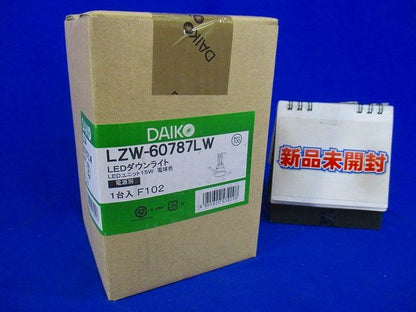 DAIKO
DAIKO
LZW-60787LW
LEDダウンライト
LEDユニット15W 電球色
電源別
1台入 F102
新品未開封